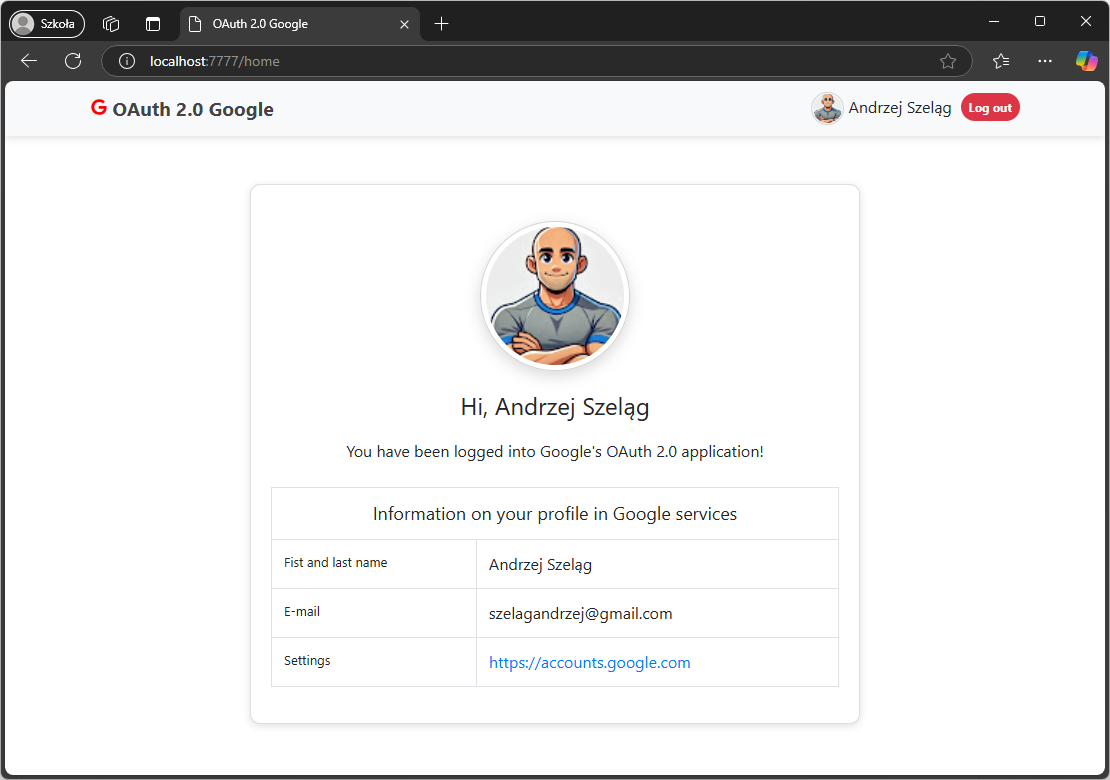 Szkoła
OAuth 2.0 Google
localhost:7777/home
G OAuth 2.0 Google
Andrzej Szeląg
Log out
Hi, Andrzej Szeląg
You have been logged into Google's OAuth 2.0 application!
Information on your profile in Google services
Fist and last name Andrzej Szeląg
E-mail szelagandrzej@gmail.com
Settings https://accounts.google.com